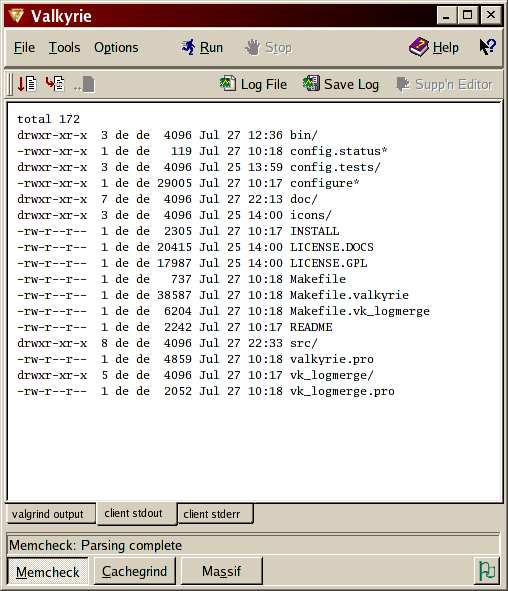 Valkyrie
File Tools Options Run Stop Help
Log File Save Log Supp'n Editor
total 172
drwxr-xr-x 3 de de 4096 Jul 27 12:36 bin/
-rwxr-xr-x 1 de de 119 Jul 27 10:18 config.status*
drwxr-xr-x 3 de de 4096 Jul 25 13:59 config.tests/
-rwxr-xr-x 1 de de 29005 Jul 27 10:17 configure*
drwxr-xr-x 7 de de 4096 Jul 27 22:13 doc/
drwxr-xr-x 3 de de 4096 Jul 25 14:00 icons/
-rw-r--r-- 1 de de 2305 Jul 27 10:17 INSTALL
-rw-r--r-- 1 de de 20415 Jul 25 14:00 LICENSE.DOCS
-rw-r--r-- 1 de de 17987 Jul 25 14:00 LICENSE.GPL
-rw-r--r-- 1 de de 737 Jul 27 10:18 Makefile
-rw-r--r-- 1 de de 38587 Jul 27 10:18 Makefile.valkyrie
-rw-r--r-- 1 de de 6204 Jul 27 10:18 Makefile.vk_logmerge
-rw-r--r-- 1 de de 2242 Jul 27 10:17 README
drwxr-xr-x 8 de de 4096 Jul 27 22:33 src/
-rw-r--r-- 1 de de 4859 Jul 27 10:18 valkyrie.pro
drwxr-xr-x 5 de de 4096 Jul 27 10:17 vk_logmerge/
-rw-r--r-- 1 de de 2052 Jul 27 10:18 vk_logmerge.pro
valgrind output client stdout client stderr
Memcheck: Parsing complete
Memcheck Cachegrind Massif